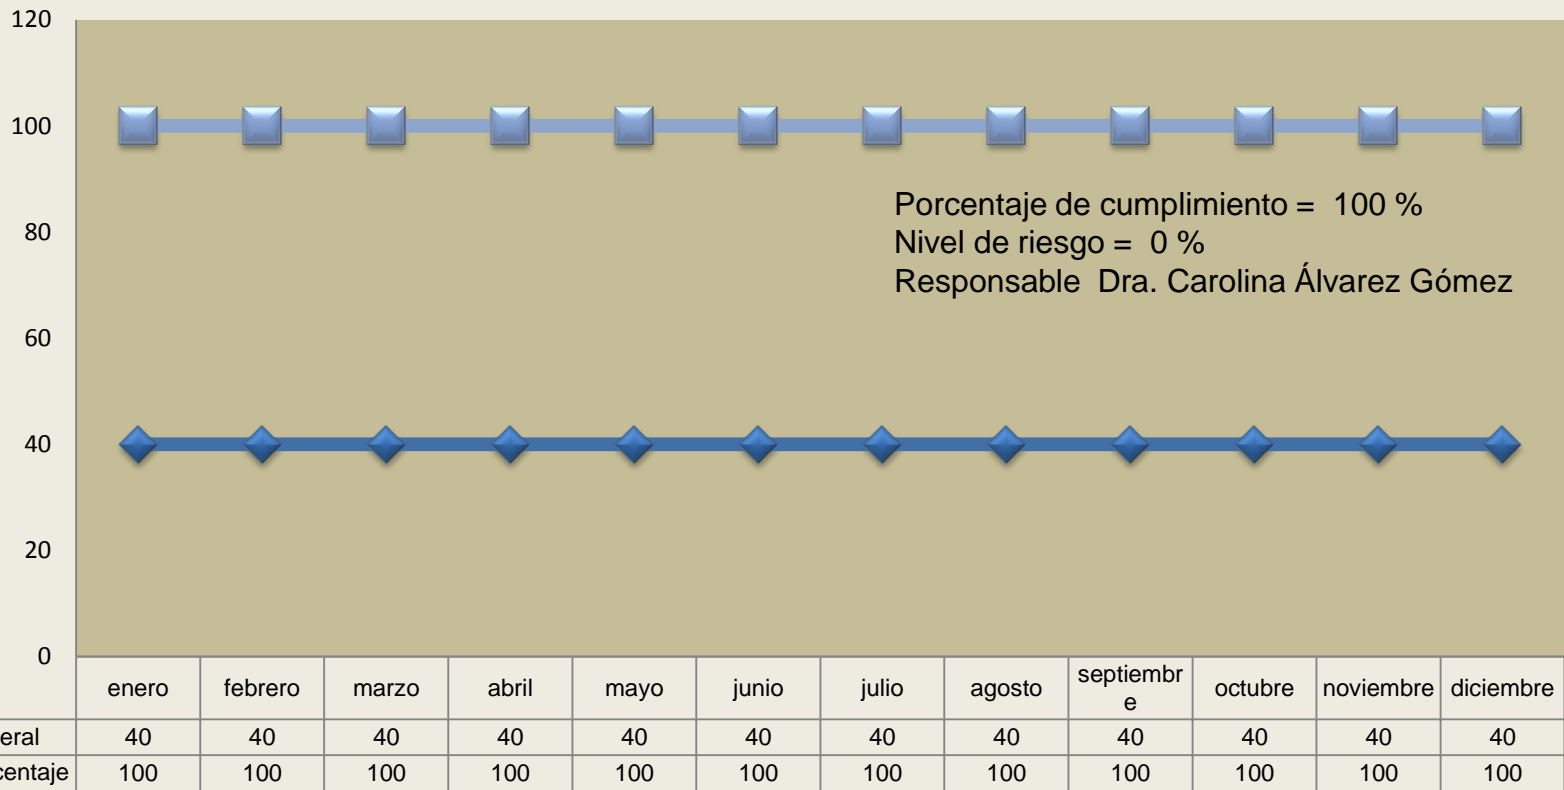 120
100
80
60
40
20
0
Porcentaje de cumplimiento = 100 %
Nivel de riesgo = 0 %
Responsable Dra. Carolina Álvarez Gómez
enero febrero marzo abril mayo junio julio agosto septiembr
e octubre noviembre diciembre
eral 40 40 40 40 40 40 40 40 40 40 40 40
centaje 100 100 100 100 100 100 100 100 100 100 100 100